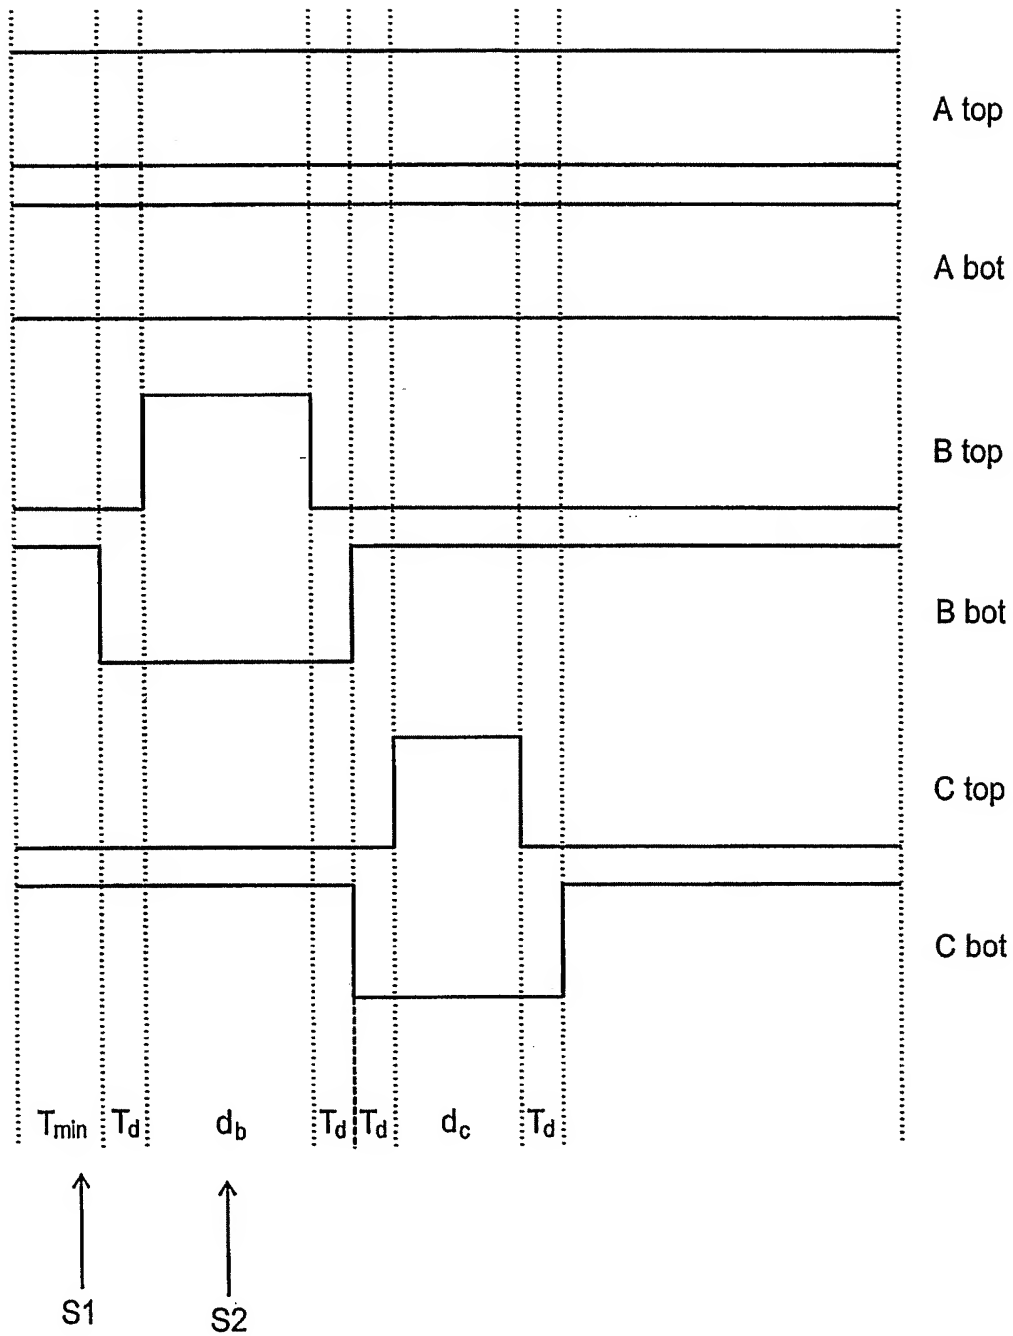 A top
A bot
B top
B bot
C top
C bot
Tmin Td db Td Td dc Td
S1 S2